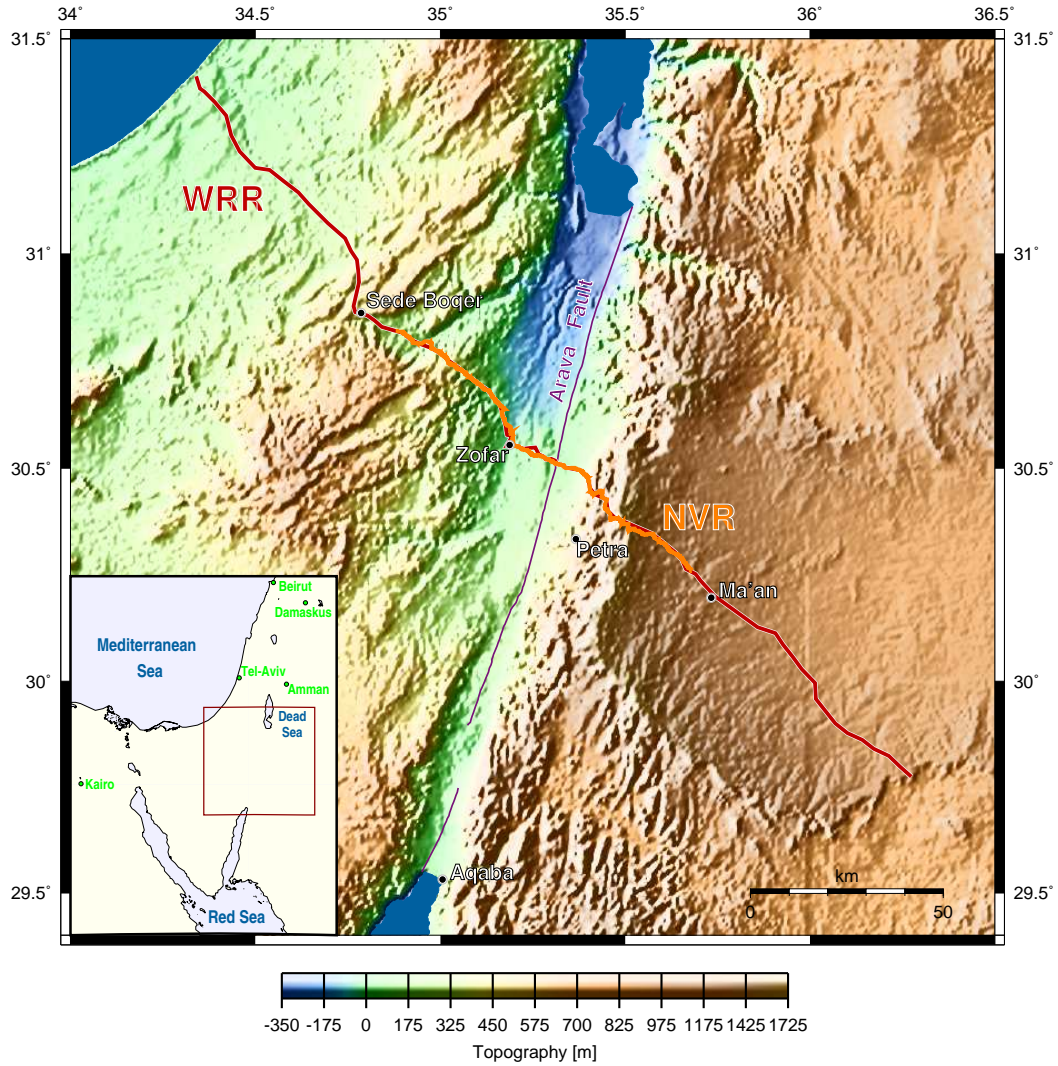 34˚ 34.5˚ 35˚ 35.5˚ 36˚ 36.5˚
31.5˚ 31.5˚
WRR
31˚ 31˚
Sede Boqer
Arava Fault
Zofar
30.5˚ 30.5˚
NVR
Petra
Ma'an
Beirut
Damaskus
Mediterranean
Sea
Tel-Aviv
Amman
30˚ 30˚
Dead
Sea
Kairo
Red Sea
Aqaba
km
29.5˚ 29.5˚
0 50
-350 -175 0 175 325 450 575 700 825 975 1175 1425 1725
Topography [m]